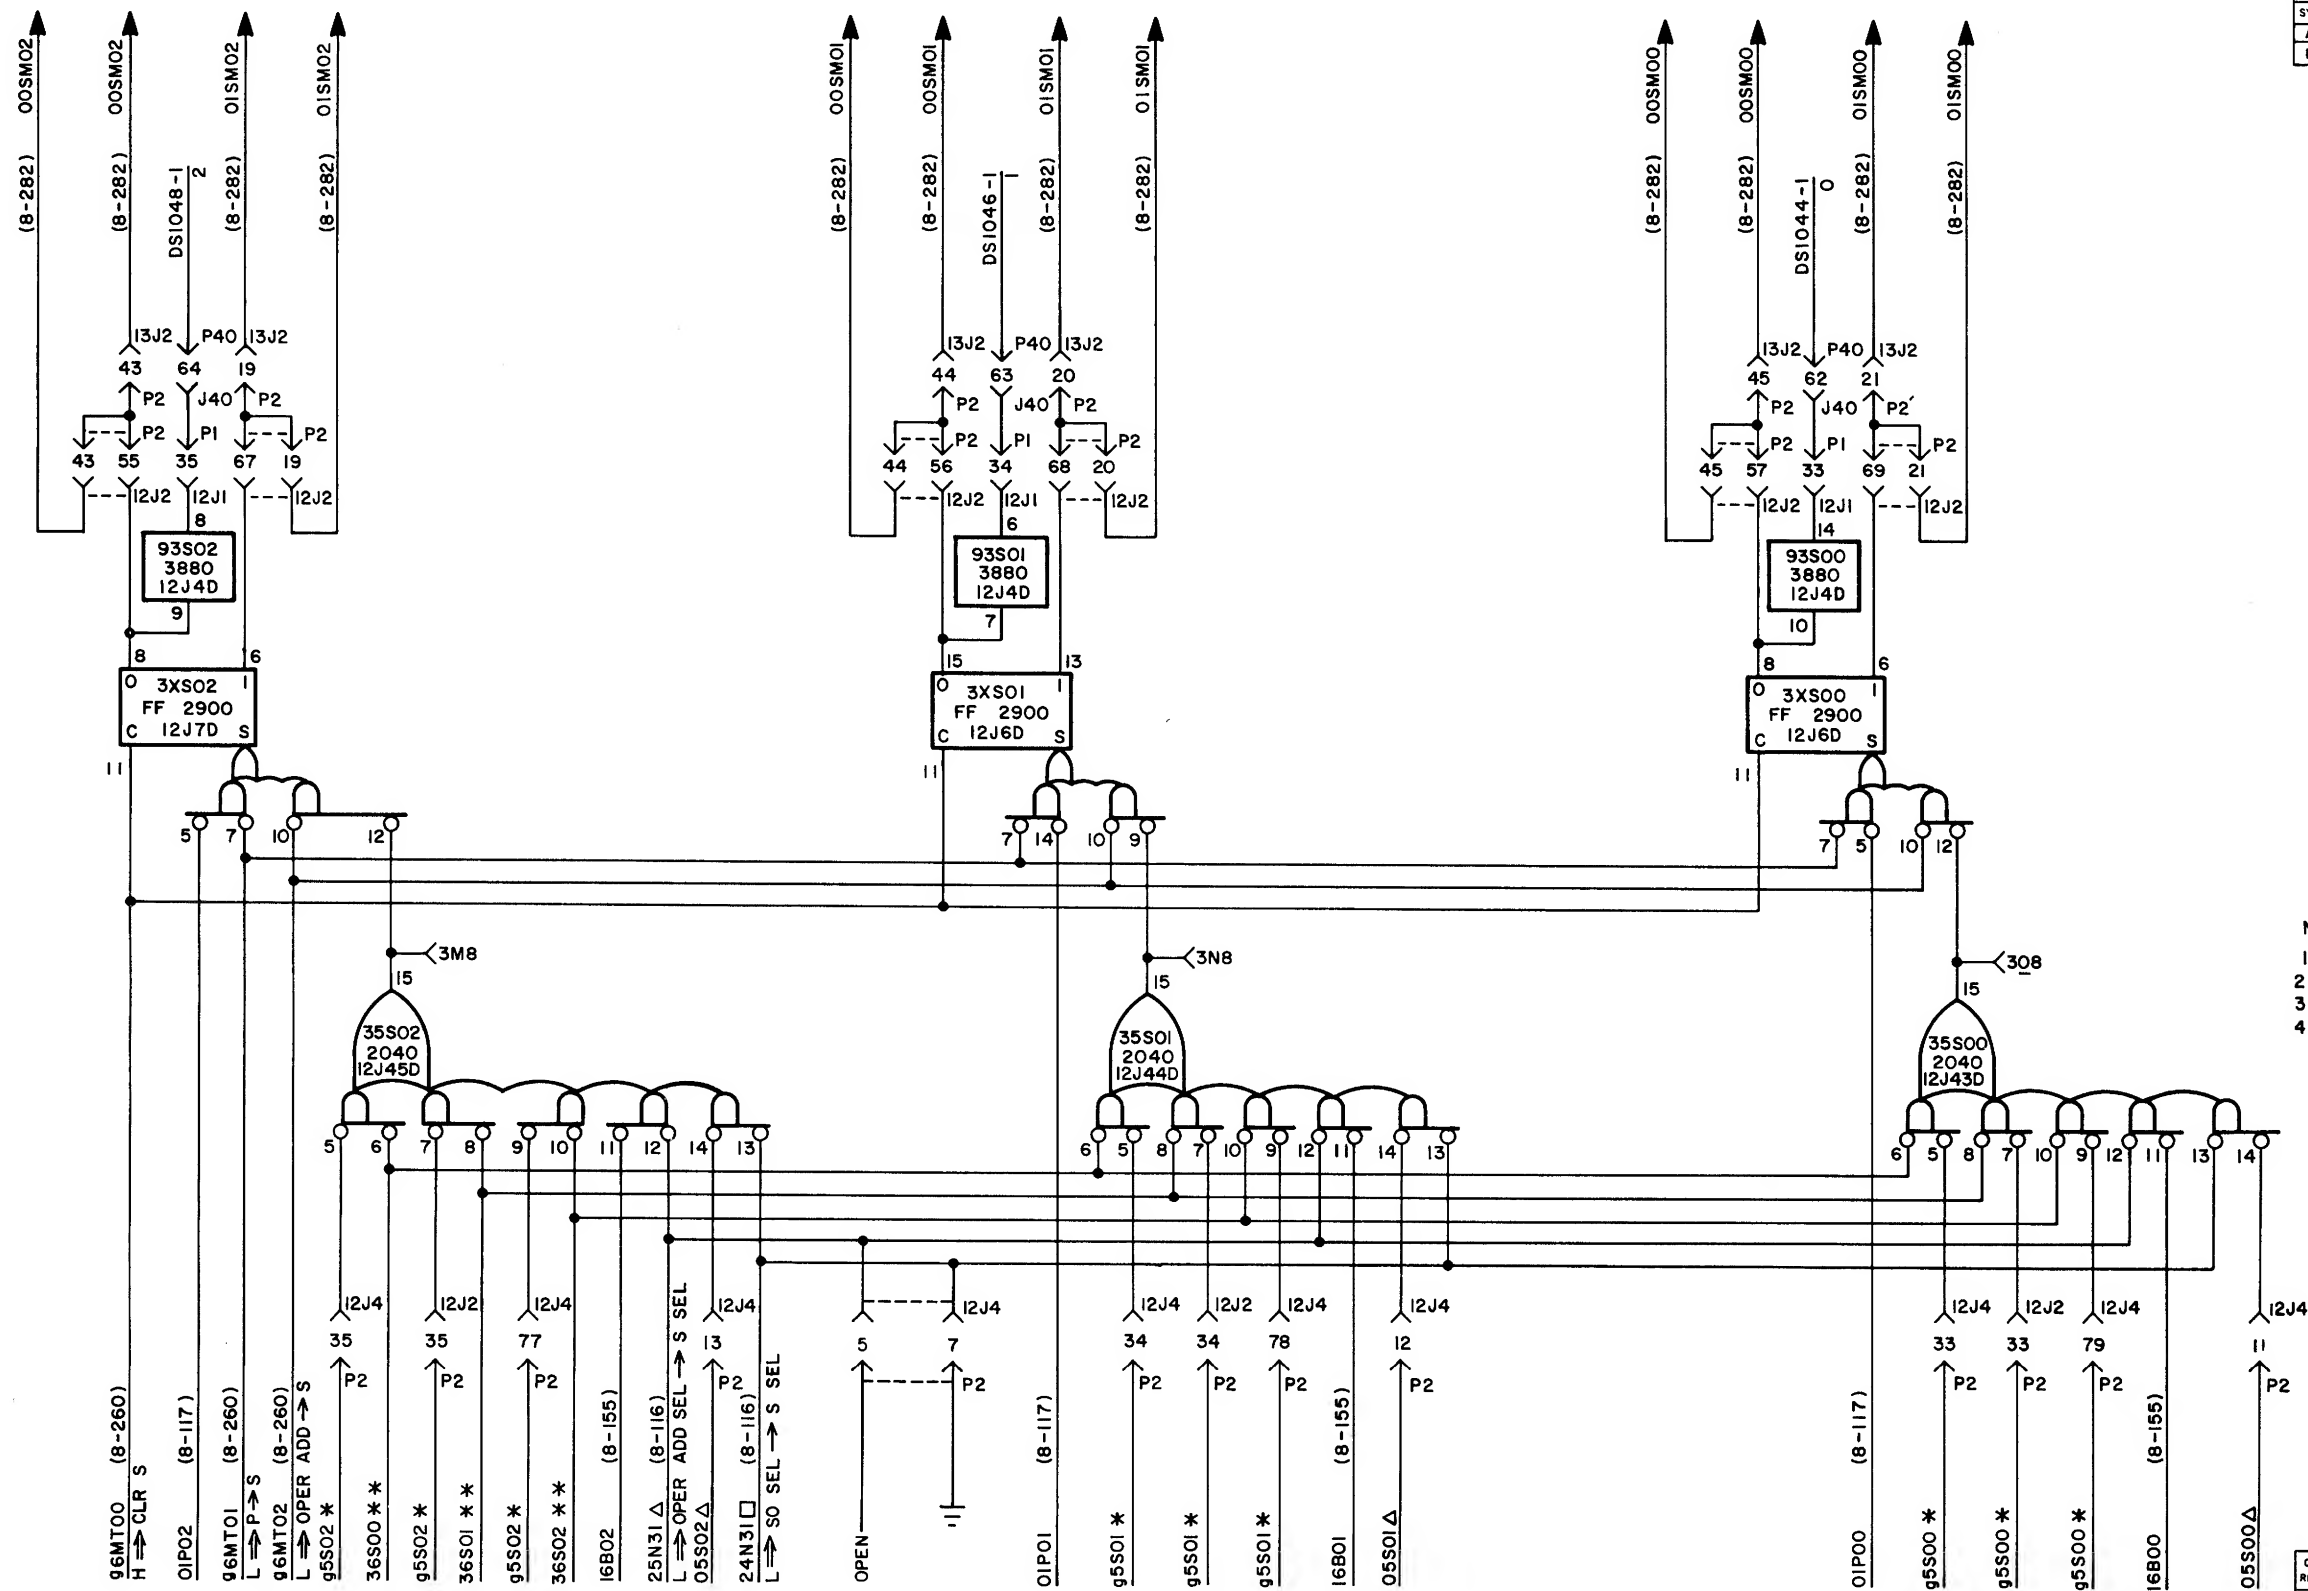 00SM02 00SM02 01SM02 01SM02 00SM01 00SM01 01SM01 01SM01 00SM00 00SM00 01SM00 01SM00
(8-282) (8-282) (8-282) (8-282) (8-282) (8-282) (8-282) (8-282) (8-282) (8-282) (8-282) (8-282)
DS1048-1 2 DS1046-1 1 DS1044-1 0
13J2 P40 13J2 13J2 P40 13J2 13J2 P40 13J2
43 64 19 44 63 20 45 62 21
P2 J40 P2 P2 J40 P2 P2 J40 P2
P2 P1 P2 P2 P1 P2 P2 P1 P2
43 55 35 67 19 44 56 34 68 20 45 57 33 69 21
12J2 12J1 12J2 12J2 12J1 12J2 12J2 12J1 12J2
8 6 14
93S02 93S01 93S00
3880 3880 3880
12J4D 12J4D 12J4D
9 7 10
8 6 15 13 8 6
0 3XS02 1 0 3XS01 1 0 3XS00 1
FF 2900 FF 2900 FF 2900
C 12J7D S C 12J6D S C 12J6D S
11 11 11
5 7 10 12 7 14 10 9 7 5 10 12
3M8 3N8 3O8
15 15 15
35S02 35S01 35S00
2040 2040 2040
12J45D 12J44D 12J43D
5 6 7 8 9 10 11 12 14 13 6 5 8 7 10 9 12 11 14 13 6 5 8 7 10 9 12 11 13 14
12J4 12J2 12J4 12J4 12J4 12J4 12J2 12J4 12J4 12J4 12J2 12J4 12J4
35 35 77 13 5 7 34 34 78 12 33 33 79 11
P2 P2 P2 P2 P2 P2 P2 P2 P2 P2 P2 P2 P2
g6MT00 (8-260)
H ⇒ CLR S
01P02 (8-117)
g6MT01 (8-260)
L ⇒ P → S
g6MT02 (8-260)
L ⇒ OPER ADD → S
g5S02 *
36S00 * *
g5S02 *
36S01 * *
g5S02 *
36S02 * *
16B02 (8-155)
25N31 △ (8-116)
L ⇒ OPER ADD SEL → S SEL
05S02 △
24N31 □ (8-116)
L ⇒ SO SEL → S SEL
OPEN
01P01 (8-117)
g5S01 *
g5S01 *
g5S01 *
16B01 (8-155)
05S01 △
01P00 (8-117)
g5S00 *
g5S00 *
g5S00 *
16B00 (8-155)
05S00 △
1
2
3
4